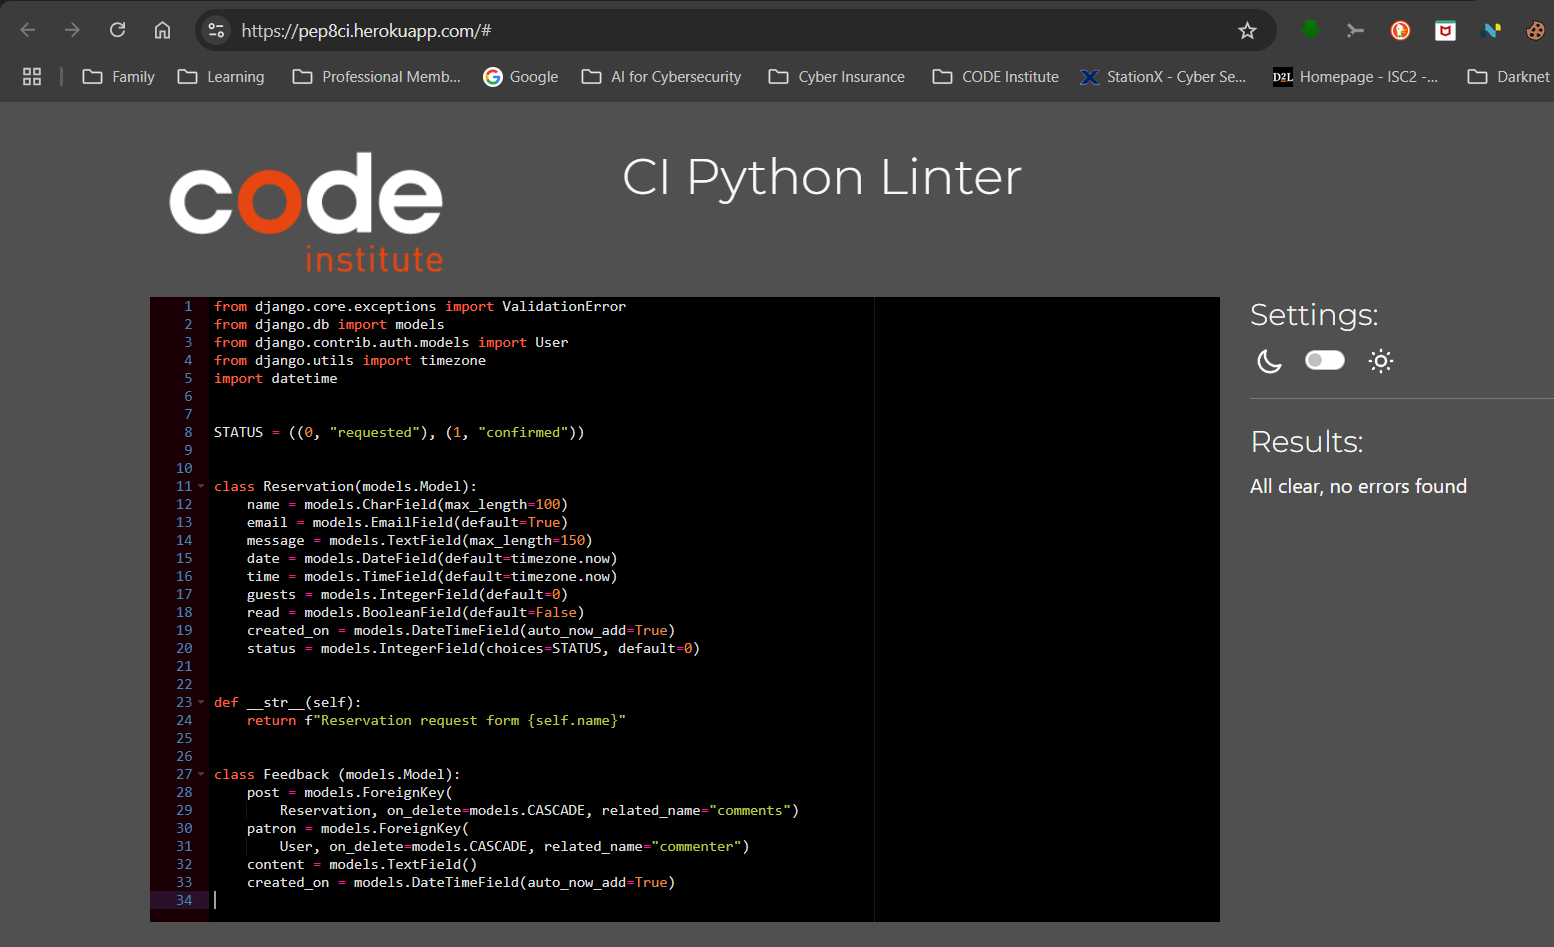 https://pep8ci.herokuapp.com/#
Family
Learning
Professional Memb...
Google
AI for Cybersecurity
Cyber Insurance
CODE Institute
StationX - Cyber Se...
D2L
Homepage - ISC2 -...
Darknet
code
institute
CI Python Linter
1 from django.core.exceptions import ValidationError
2 from django.db import models
3 from django.contrib.auth.models import User
4 from django.utils import timezone
5 import datetime
6
7
8 STATUS = ((0, "requested"), (1, "confirmed"))
9
10
11 class Reservation(models.Model):
12     name = models.CharField(max_length=100)
13     email = models.EmailField(default=True)
14     message = models.TextField(max_length=150)
15     date = models.DateField(default=timezone.now)
16     time = models.TimeField(default=timezone.now)
17     guests = models.IntegerField(default=0)
18     read = models.BooleanField(default=False)
19     created_on = models.DateTimeField(auto_now_add=True)
20     status = models.IntegerField(choices=STATUS, default=0)
21
22
23 def __str__(self):
24     return f"Reservation request form {self.name}"
25
26
27 class Feedback (models.Model):
28     post = models.ForeignKey(
29         Reservation, on_delete=models.CASCADE, related_name="comments")
30     patron = models.ForeignKey(
31         User, on_delete=models.CASCADE, related_name="commenter")
32     content = models.TextField()
33     created_on = models.DateTimeField(auto_now_add=True)
34
Settings:
Results:
All clear, no errors found